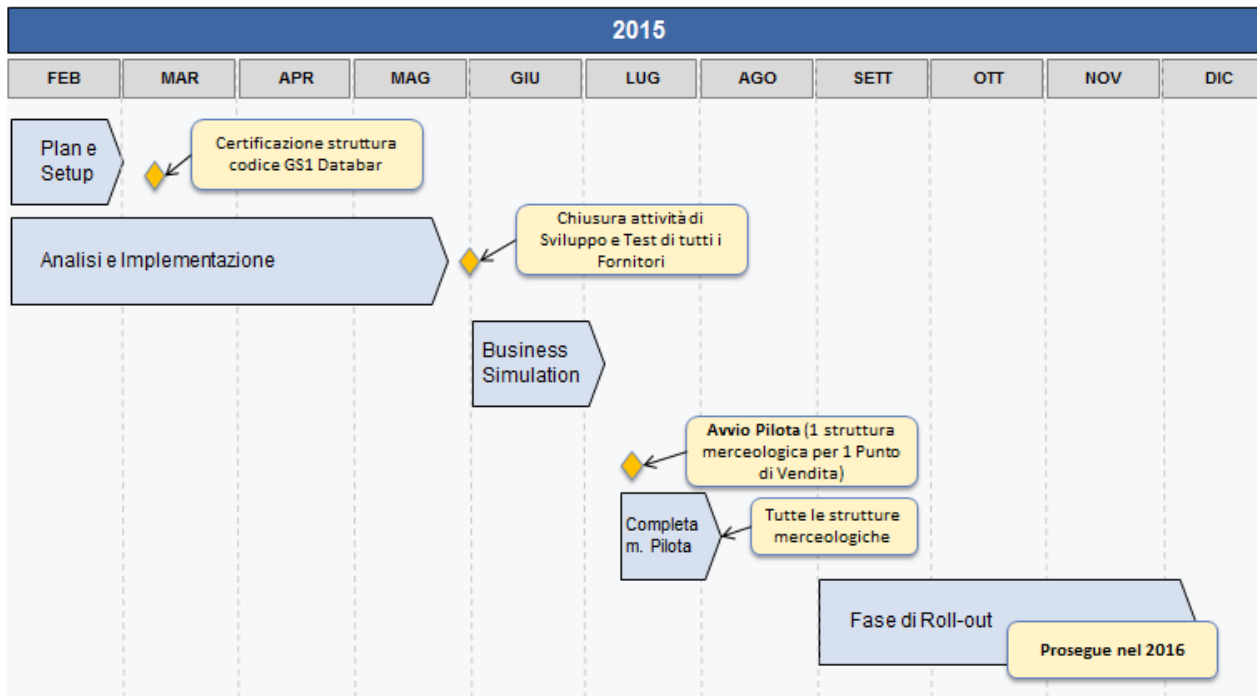 2015
FEB MAR APR MAG GIU LUG AGO SETT OTT NOV DIC
Plan e
Setup
Certificazione struttura
codice GS1 Databar
Analisi e Implementazione
Chiusura attività di
Sviluppo e Test di tutti i
Fornitori
Business
Simulation
Avvio Pilota (1 struttura
merceologica per 1 Punto
di Vendita)
Completa
m. Pilota
Tutte le strutture
merceologiche
Fase di Roll-out
Prosegue nel 2016